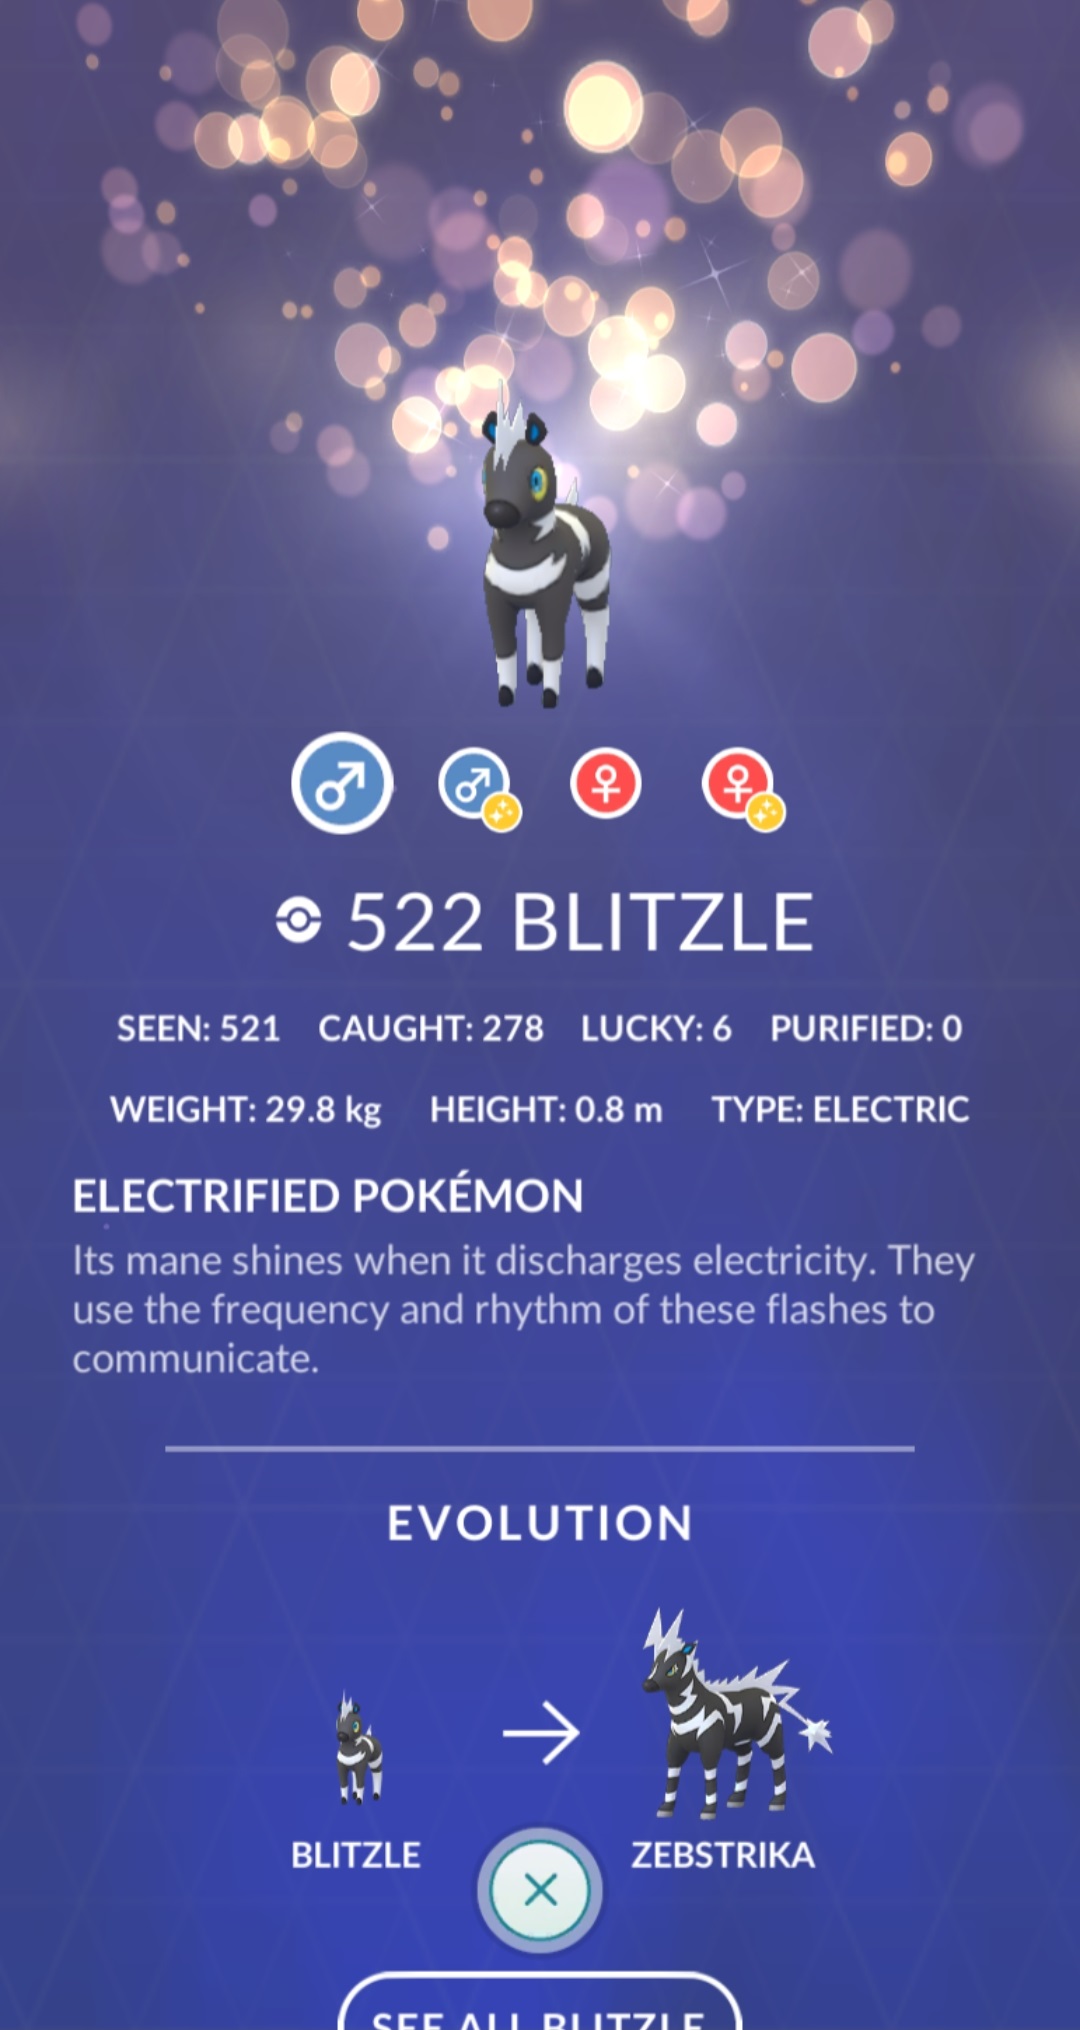 522 BLITZLE
SEEN: 521 CAUGHT: 278 LUCKY: 6 PURIFIED: 0
WEIGHT: 29.8 kg HEIGHT: 0.8 m TYPE: ELECTRIC
ELECTRIFIED POKÉMON
Its mane shines when it discharges electricity. They
use the frequency and rhythm of these flashes to
communicate.
EVOLUTION
BLITZLE ZEBSTRIKA
SEE ALL BLITZLE